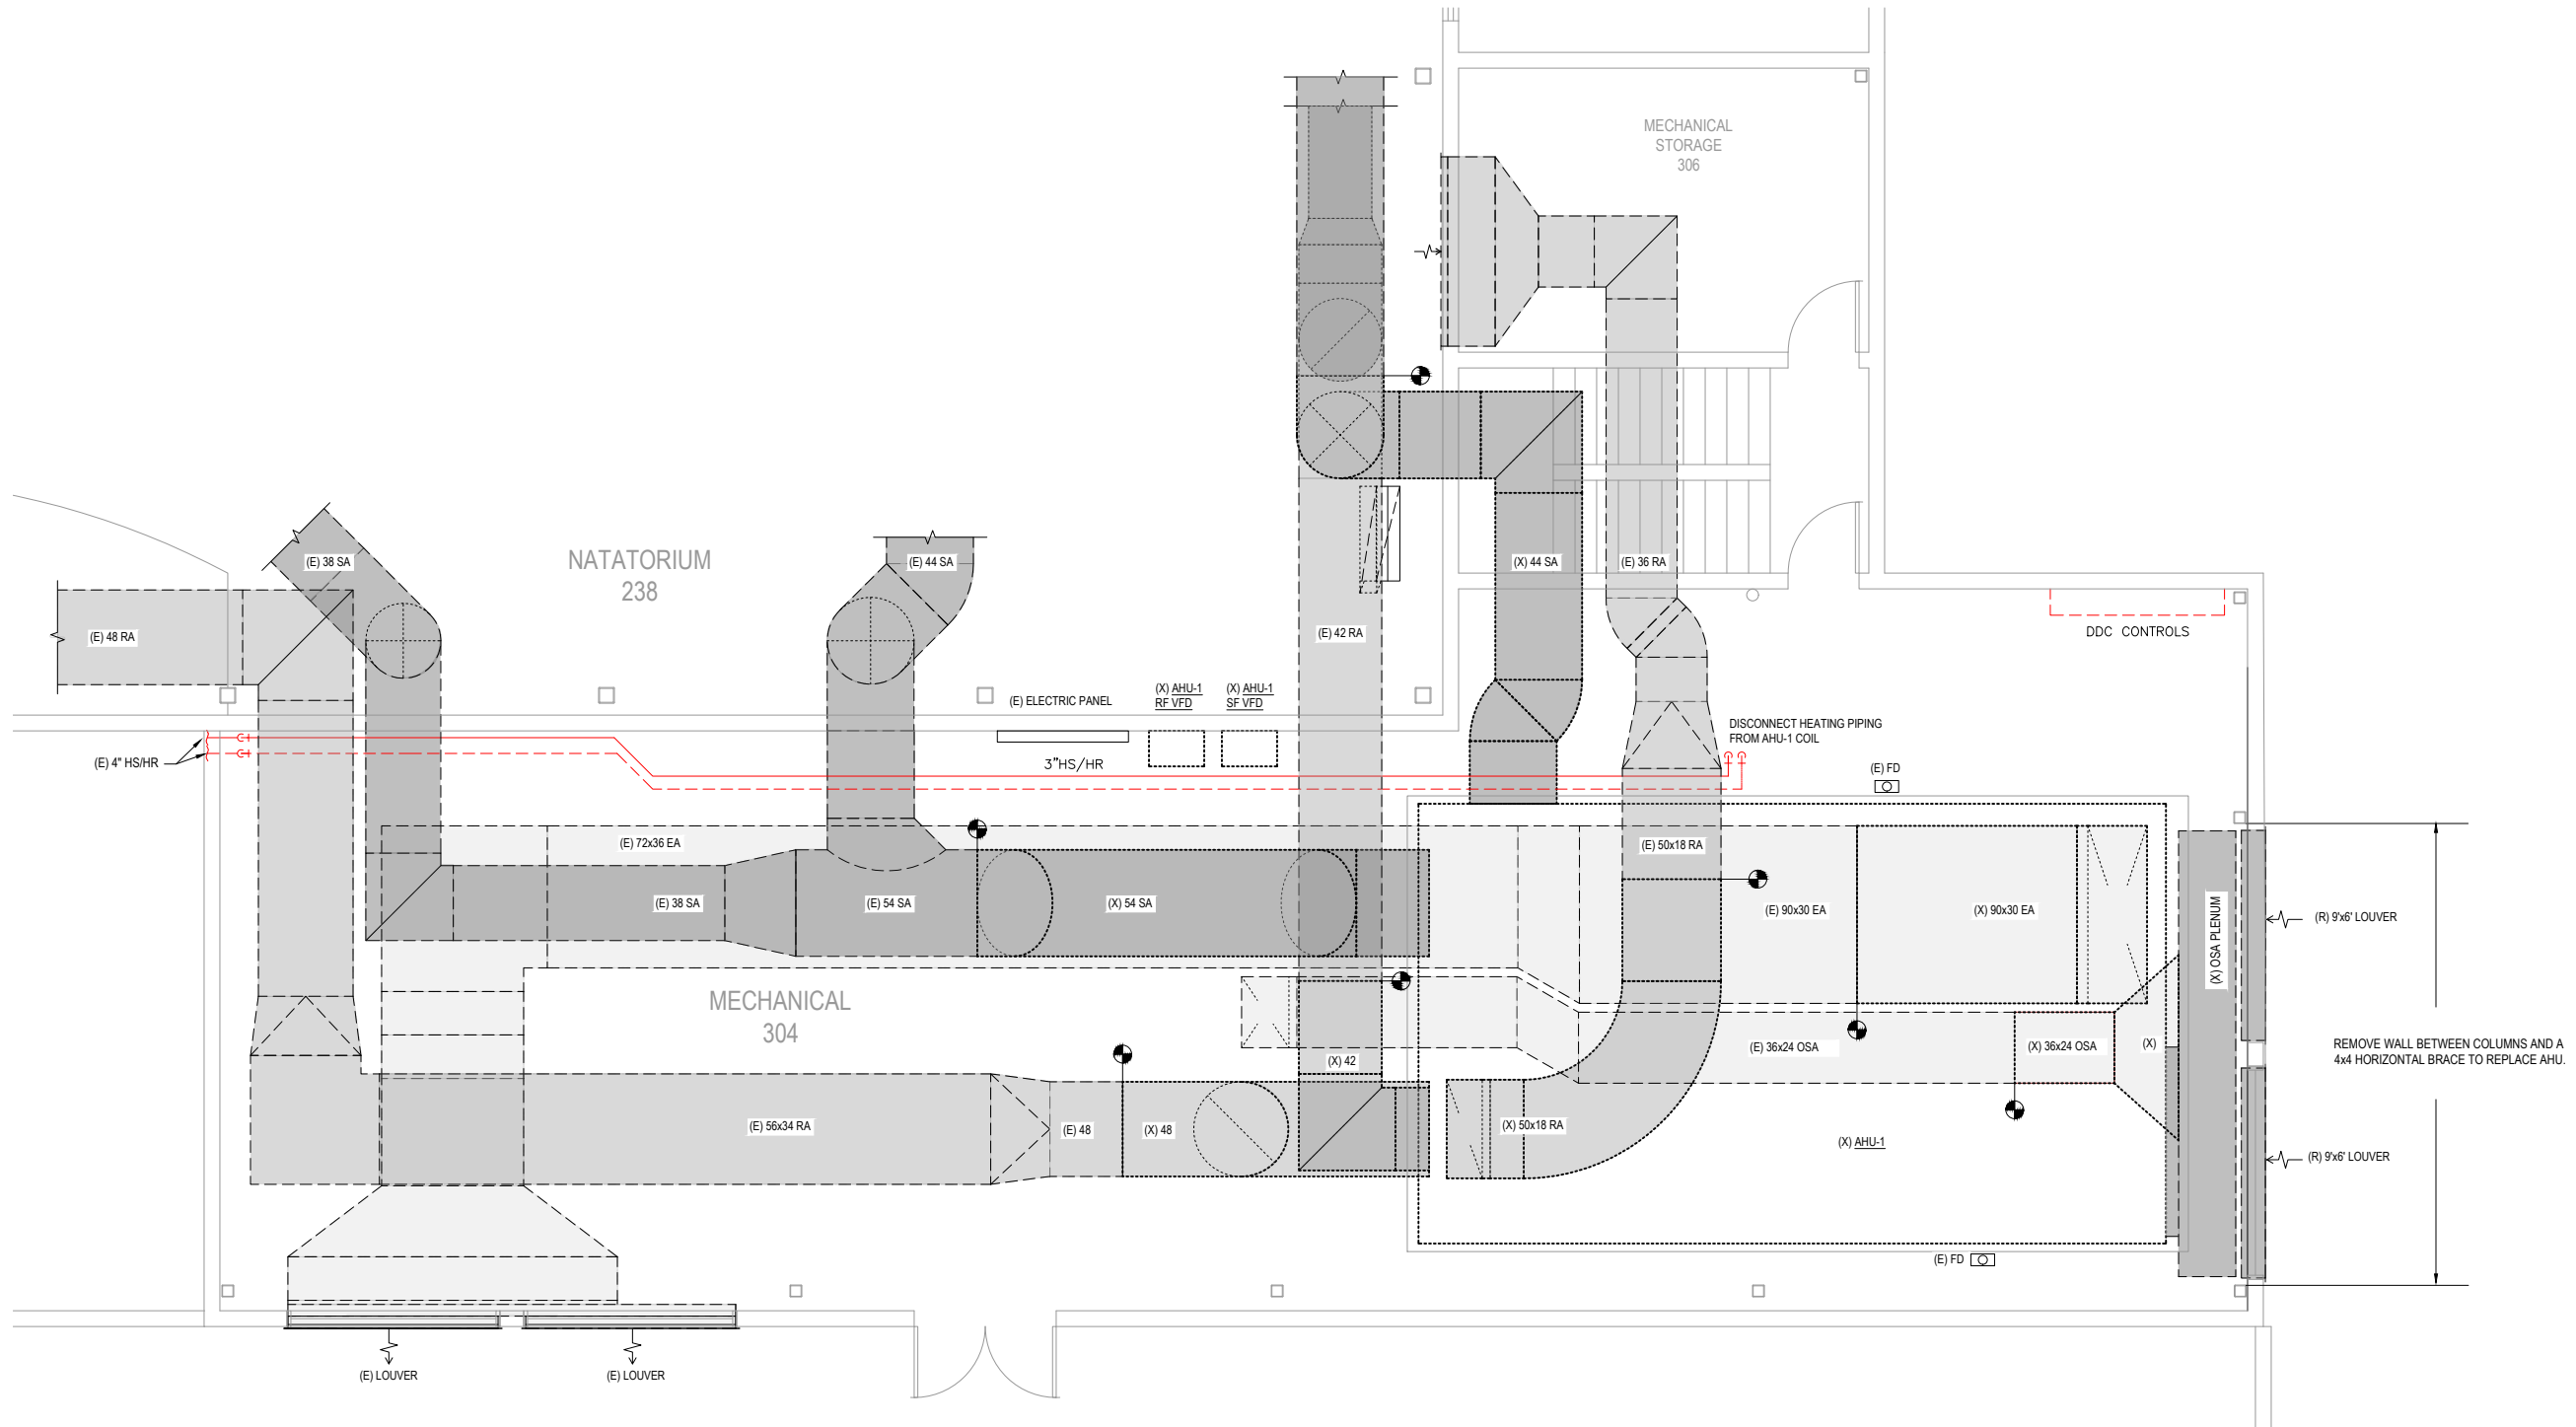 MECHANICAL
STORAGE
306
(E) 38 SA
NATATORIUM
238
(E) 44 SA
(X) 44 SA
(E) 36 RA
(E) 48 RA
(E) 42 RA
DDC CONTROLS
(E) ELECTRIC PANEL
(X) AHU-1
RF VFD
(X) AHU-1
SF VFD
DISCONNECT HEATING PIPING
FROM AHU-1 COIL
(E) 4" HS/HR
3"HS/HR
(E) FD
(E) 72x36 EA
(E) 50x18 RA
(E) 38 SA
(E) 54 SA
(X) 54 SA
(E) 90x30 EA
(X) 90x30 EA
(X) OSA PLENUM
(R) 9'x6' LOUVER
MECHANICAL
304
(X) 42
(E) 36x24 OSA
(X) 36x24 OSA
(X)
REMOVE WALL BETWEEN COLUMNS AND A
4x4 HORIZONTAL BRACE TO REPLACE AHU.
(E) 56x34 RA
(E) 48
(X) 48
(X) 50x18 RA
(X) AHU-1
(R) 9'x6' LOUVER
(E) FD
(E) LOUVER
(E) LOUVER